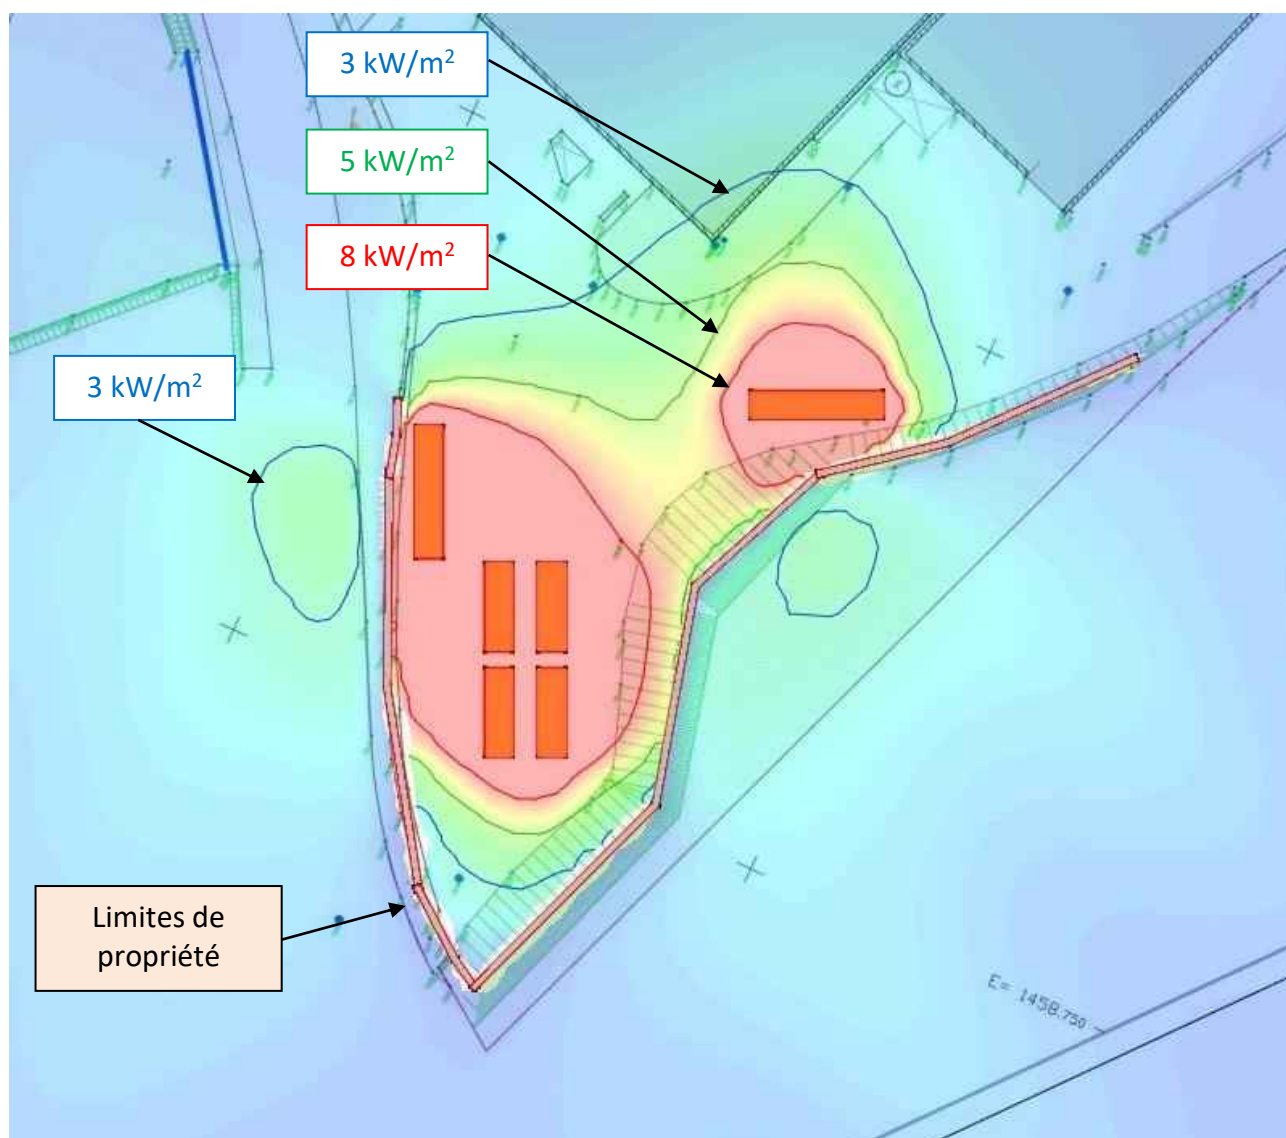 3 kW/m²
5 kW/m²
8 kW/m²
3 kW/m²
Limites de
propriété
E= 1458.750